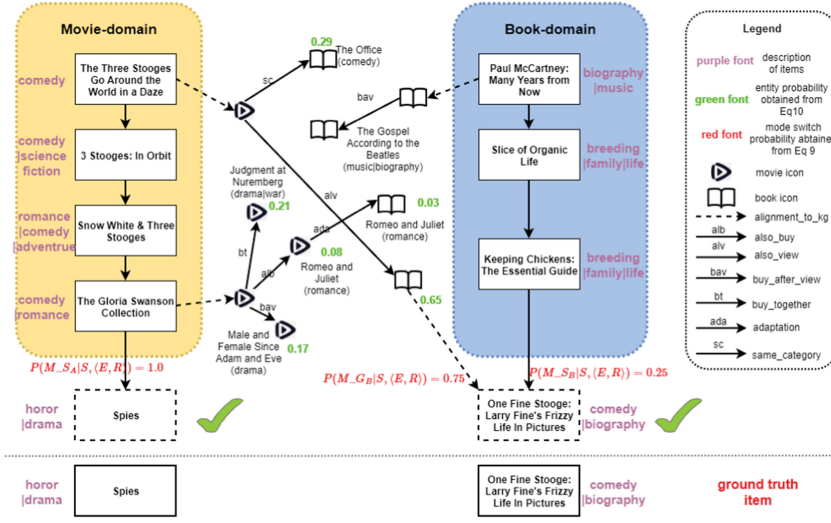 Movie-domain
The Three Stooges
Go Around the
World in a Daze
comedy
3 Stooges: In Orbit
comedy
|science
fiction
Snow White & Three
Stooges
romance
|comedy
|adventrue
The Gloria Swanson
Collection
comedy
|romance
P(M_S_A|S,⟨E,R⟩) = 1.0
horor
|drama
Spies
sc
0.29
The Office
(comedy)
bav
The Gospel
According to the
Beatles
(music|biography)
alv
Judgment at
Nuremberg
(drama|war)
0.21
bt
alb
ada
0.03
Romeo and Juliet
(romance)
0.08
Romeo and
Juliet
(romance)
bav
0.17
Male and
Female Since
Adam and Eve
(drama)
0.65
P(M_G_B|S,⟨E,R⟩) = 0.75
Book-domain
Paul McCartney:
Many Years from
Now
biography
|music
Slice of Organic
Life
breeding
|family|life
Keeping Chickens:
The Essential Guide
breeding
|family|life
P(M_S_B|S,⟨E,R⟩) = 0.25
One Fine Stooge:
Larry Fine's Frizzy
Life In Pictures
comedy
|biography
Legend
purple font
description
of items
green font
entity probability
obtained from
Eq10
red font
mode switch
probability abtaine
from Eq 9
movie icon
book icon
alignment_to_kg
alb
also_buy
alv
also_view
bav
buy_after_view
bt
buy_together
ada
adaptation
sc
same_category
horor
|drama
Spies
One Fine Stooge:
Larry Fine's Frizzy
Life In Pictures
comedy
|biography
ground truth
item